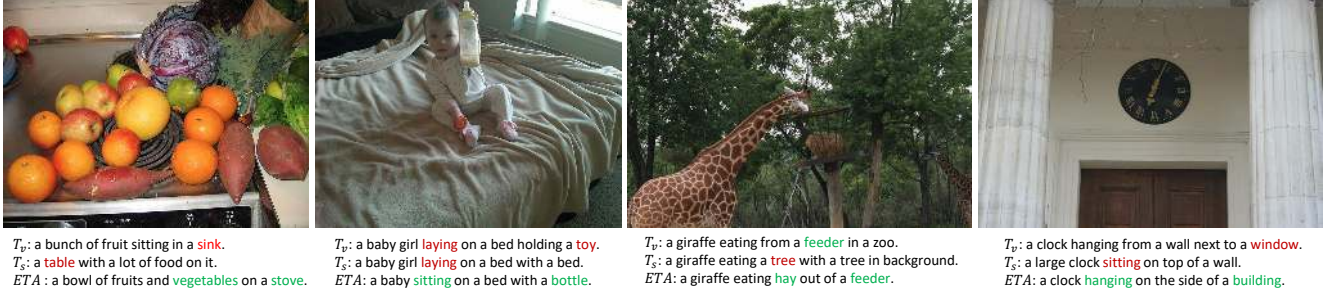 T_v: a bunch of fruit sitting in a sink.
T_s: a table with a lot of food on it.
ETA : a bowl of fruits and vegetables on a stove.
T_v: a baby girl laying on a bed holding a toy.
T_s: a baby girl laying on a bed with a bed.
ETA: a baby sitting on a bed with a bottle.
T_v: a giraffe eating from a feeder in a zoo.
T_s: a giraffe eating a tree with a tree in background.
ETA: a giraffe eating hay out of a feeder.
T_v: a clock hanging from a wall next to a window.
T_s: a large clock sitting on top of a wall.
ETA: a clock hanging on the side of a building.